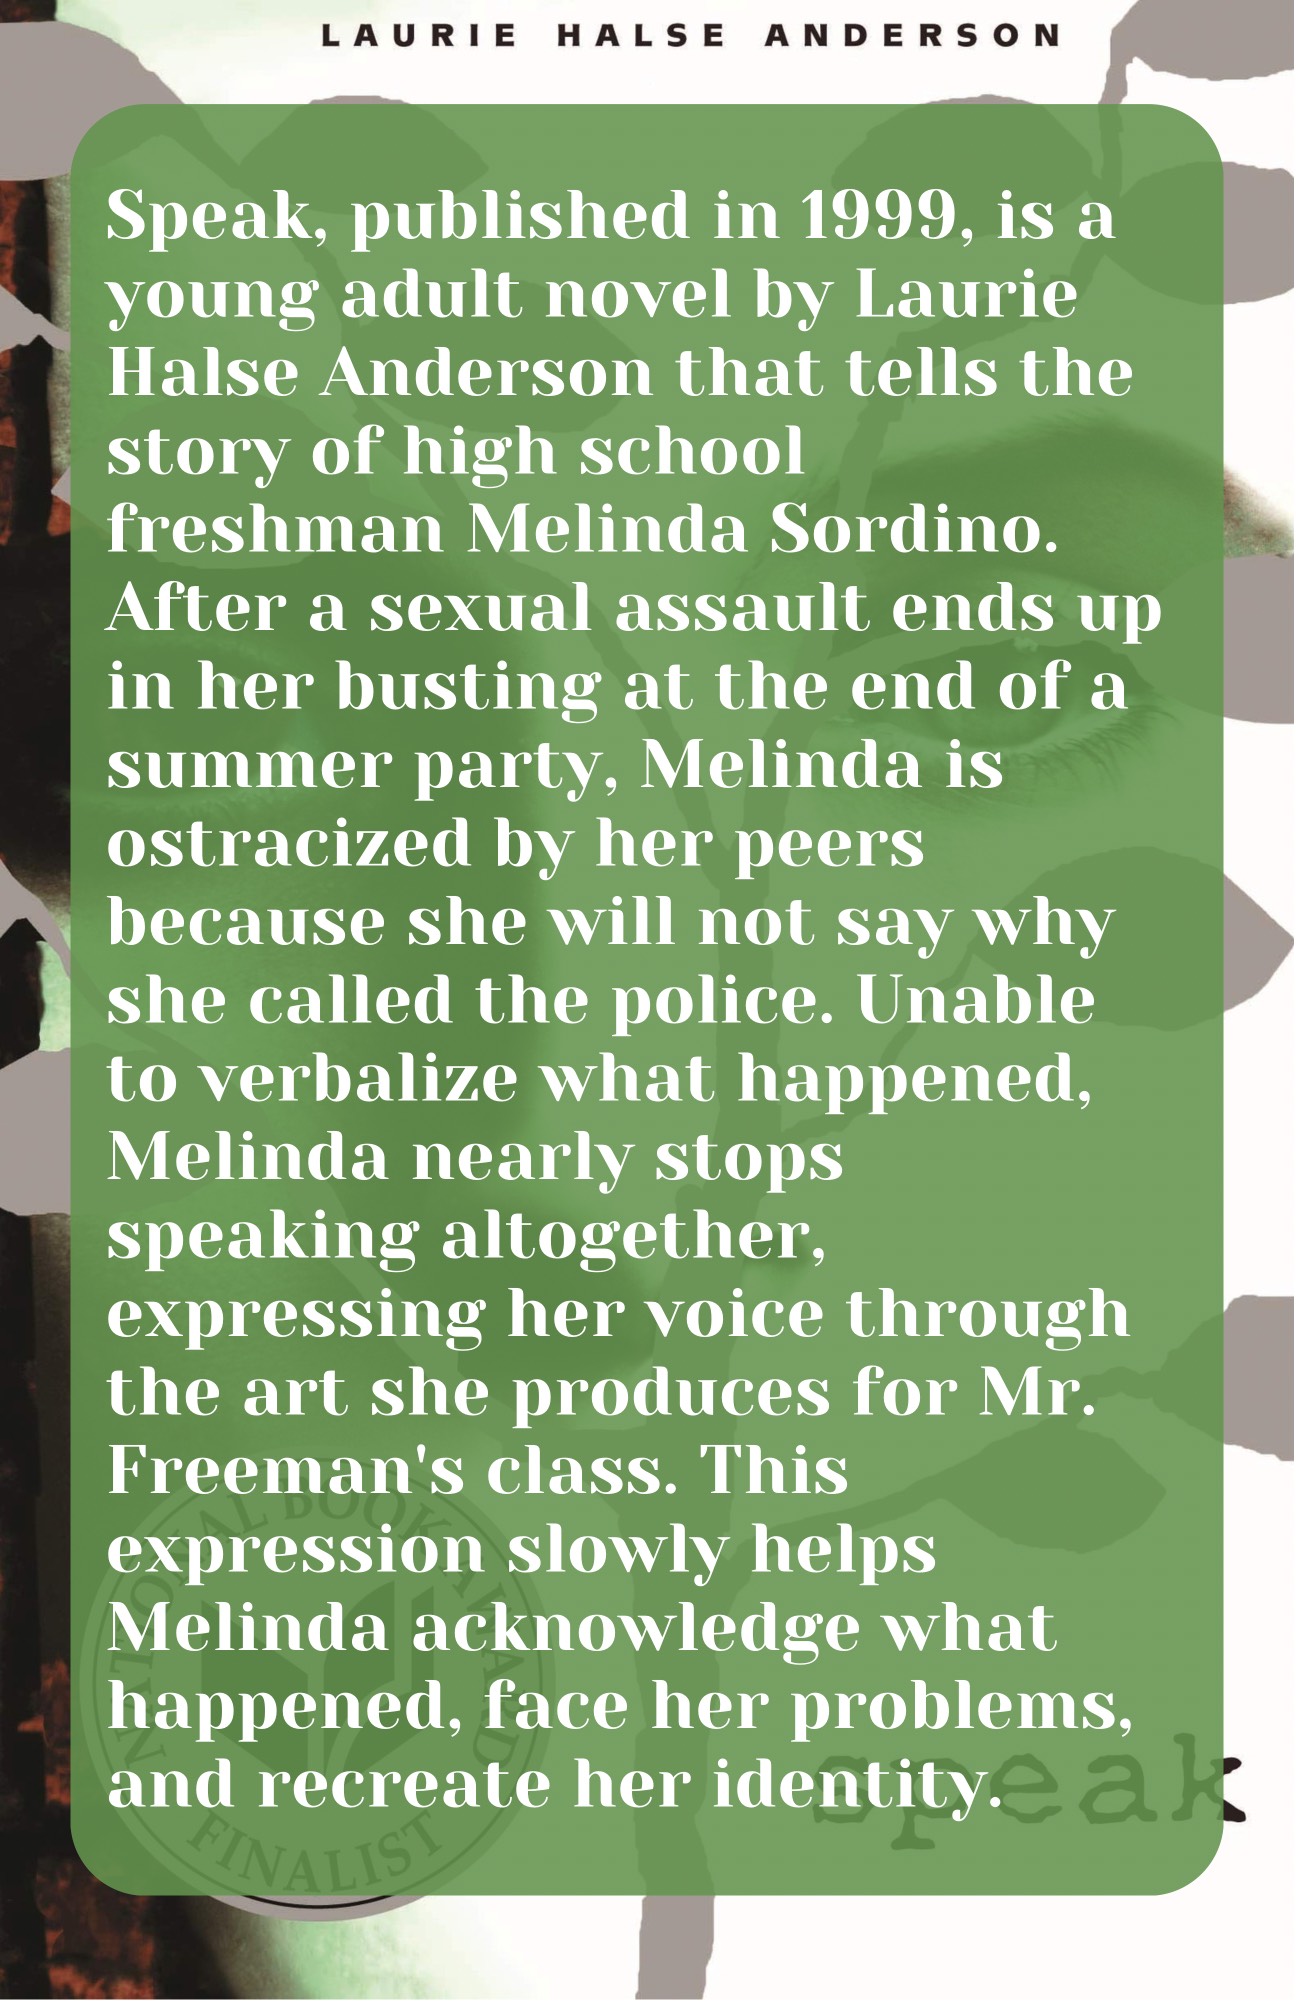 LAURIE HALSE ANDERSON
Speak, published in 1999, is a
young adult novel by Laurie
Halse Anderson that tells the
story of high school
freshman Melinda Sordino.
After a sexual assault ends up
in her busting at the end of a
summer party, Melinda is
ostracized by her peers
because she will not say why
she called the police. Unable
to verbalize what happened,
Melinda nearly stops
speaking altogether,
expressing her voice through
the art she produces for Mr.
Freeman's class. This
expression slowly helps
Melinda acknowledge what
happened, face her problems,
and recreate her identity.
speak
NATIONAL BOOK AWARD
FINALIST